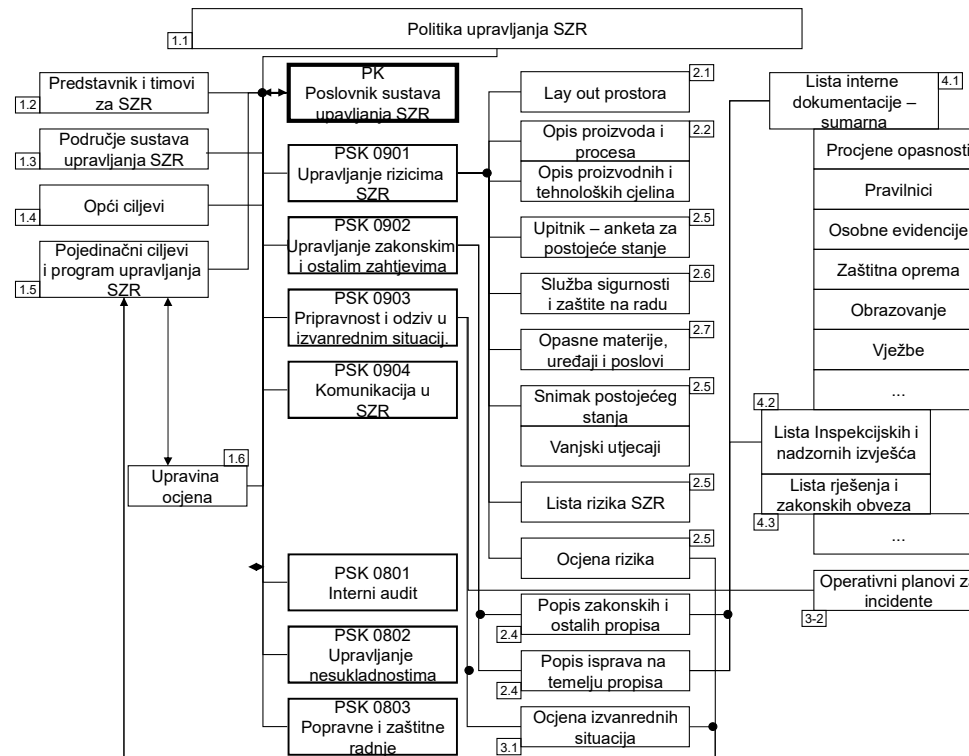 Politika upravljanja SZR
1.1
Predstavnik i timovi
za SZR
1.2
Područje sustava
upravljanja SZR
1.3
Opći ciljevi
1.4
Pojedinačni ciljevi
i program upravljanja
SZR
1.5
1.6
Upravina
ocjena
PK
Poslovnik sustava
upavljanja SZR
PSK 0901
Upravljanje rizicima
SZR
PSK 0902
Upravljanje zakonskim
i ostalim zahtjevima
PSK 0903
Pripravnost i odziv u
izvanrednim situacij.
PSK 0904
Komunikacija u
SZR
PSK 0801
Interni audit
PSK 0802
Upravljanje
nesukladnostima
PSK 0803
Popravne i zaštitne
radnje
2.1
Lay out prostora
2.2
Opis proizvoda i
procesa
Opis proizvodnih i
tehnoloških cjelina
2.5
Upitnik – anketa za
postojeće stanje
2.6
Služba sigurnosti
i zaštite na radu
2.7
Opasne materije,
uređaji i poslovi
2.5
Snimak postojećeg
stanja
Vanjski utjecaji
2.5
Lista rizika SZR
2.5
Ocjena rizika
Popis zakonskih i
ostalih propisa
2.4
Popis isprava na
temelju propisa
2.4
Ocjena izvanrednih
situacija
3.1
4.1
Lista interne
dokumentacije –
sumarna
Procjene opasnosti
Pravilnici
Osobne evidencije
Zaštitna oprema
Obrazovanje
Vježbe
...
4.2
Lista Inspekcijskih i
nadzornih izvješća
Lista rješenja i
zakonskih obveza
4.3
...
Operativni planovi za
incidente
3-2